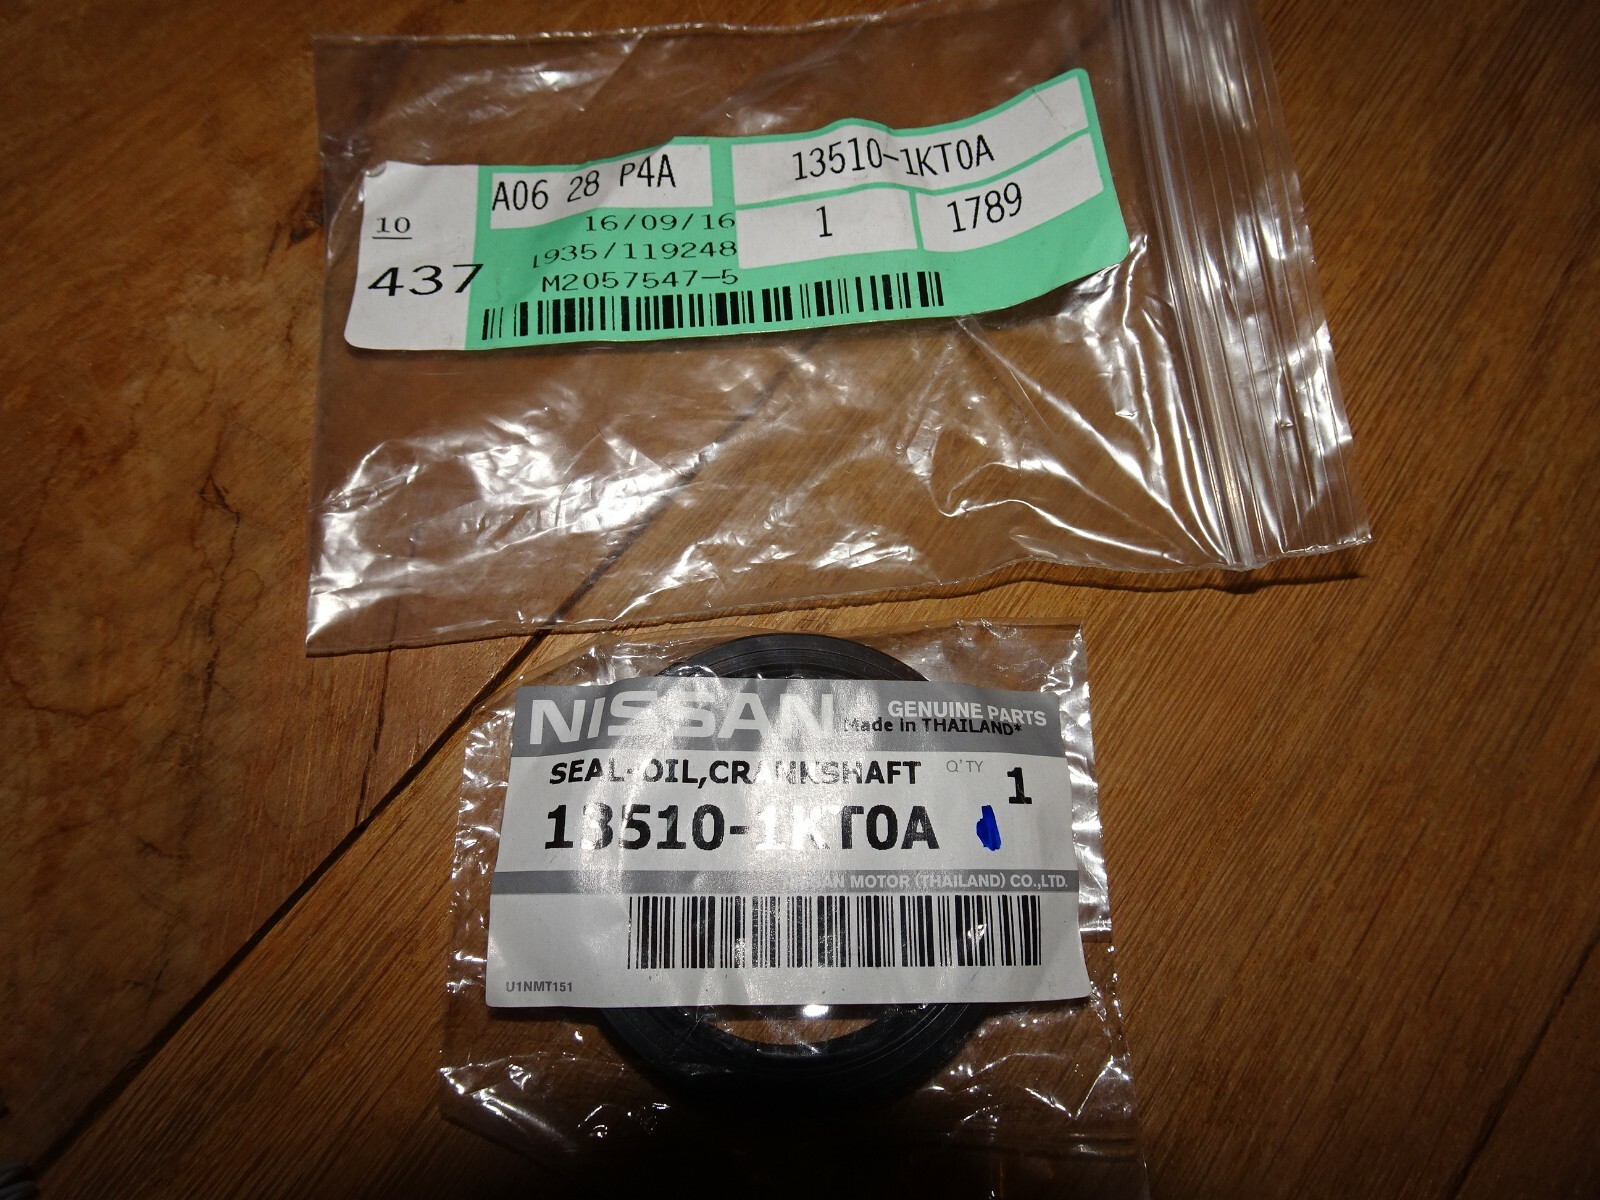 A06 28 P4A
13510-1KT0A
10
437
16/09/16
1935/119248
M2057547-5
1
1789
NISSAN GENUINE PARTS
Made in THAILAND*
SEAL-OIL,CRANKSHAFT Q'TY 1
13510-1KT0A
NISSAN MOTOR (THAILAND) CO.,LTD.
U1NMT151